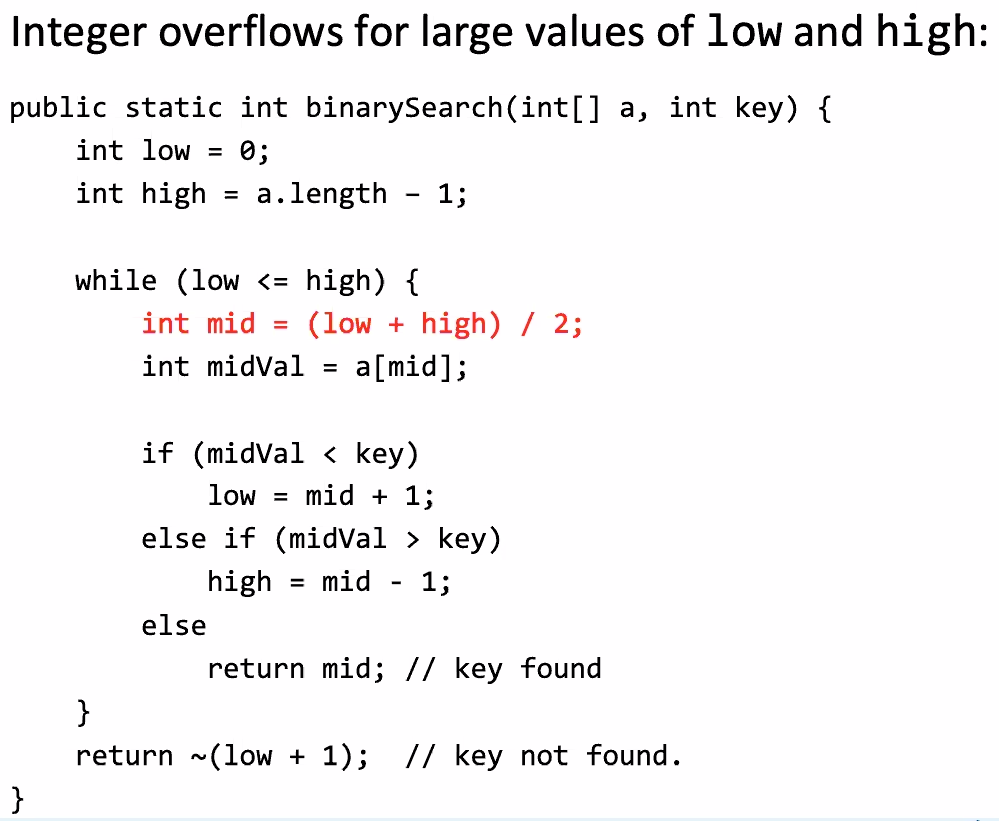 Integer overflows for large values of low and high:
public static int binarySearch(int[] a, int key) {
    int low = 0;
    int high = a.length – 1;
    while (low <= high) {
        int mid = (low + high) / 2;
        int midVal = a[mid];
        if (midVal < key)
            low = mid + 1;
        else if (midVal > key)
            high = mid - 1;
        else
            return mid; // key found
    }
    return ~(low + 1);  // key not found.
}